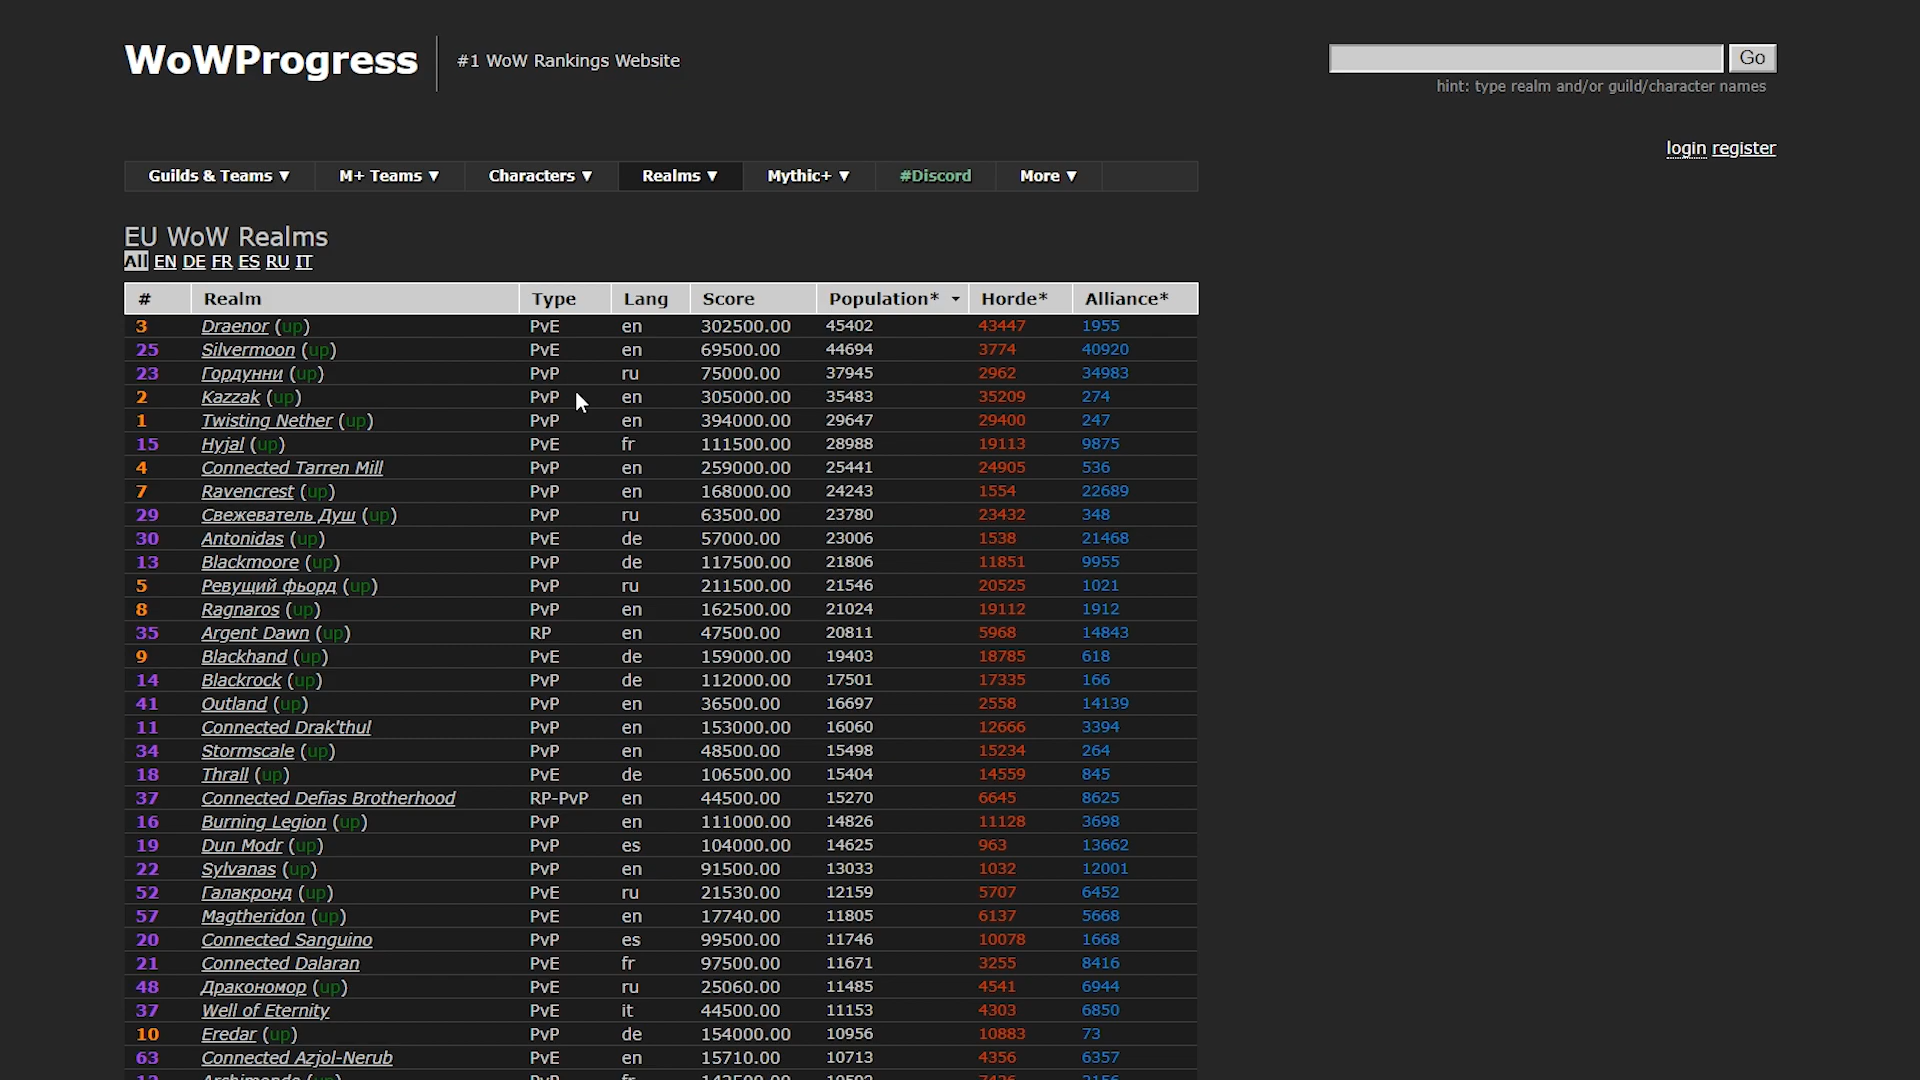 WoWProgress
#1 WoW Rankings Website
Go
hint: type realm and/or guild/character names
login register
Guilds & Teams ▼ M+ Teams ▼ Characters ▼ Realms ▼ Mythic+ ▼ #Discord More ▼
EU WoW Realms
All EN DE FR ES RU IT
# Realm Type Lang Score Population* Horde* Alliance*
3 Draenor (up) PvE en 302500.00 45402 43447 1955
25 Silvermoon (up) PvE en 69500.00 44694 3774 40920
23 Гордунни (up) PvP ru 75000.00 37945 2962 34983
2 Kazzak (up) PvP en 305000.00 35483 35209 274
1 Twisting Nether (up) PvP en 394000.00 29647 29400 247
15 Hyjal (up) PvE fr 111500.00 28988 19113 9875
4 Connected Tarren Mill PvP en 259000.00 25441 24905 536
7 Ravencrest (up) PvP en 168000.00 24243 1554 22689
29 Свежеватель Душ (up) PvP ru 63500.00 23780 23432 348
30 Antonidas (up) PvE de 57000.00 23006 1538 21468
13 Blackmoore (up) PvP de 117500.00 21806 11851 9955
5 Ревущий фьорд (up) PvP ru 211500.00 21546 20525 1021
8 Ragnaros (up) PvP en 162500.00 21024 19112 1912
35 Argent Dawn (up) RP en 47500.00 20811 5968 14843
9 Blackhand (up) PvE de 159000.00 19403 18785 618
14 Blackrock (up) PvP de 112000.00 17501 17335 166
41 Outland (up) PvP en 36500.00 16697 2558 14139
11 Connected Drak'thul PvP en 153000.00 16060 12666 3394
34 Stormscale (up) PvP en 48500.00 15498 15234 264
18 Thrall (up) PvE de 106500.00 15404 14559 845
37 Connected Defias Brotherhood RP-PvP en 44500.00 15270 6645 8625
16 Burning Legion (up) PvP en 111000.00 14826 11128 3698
19 Dun Modr (up) PvP es 104000.00 14625 963 13662
22 Sylvanas (up) PvP en 91500.00 13033 1032 12001
52 Галакронд (up) PvE ru 21530.00 12159 5707 6452
57 Magtheridon (up) PvE en 17740.00 11805 6137 5668
20 Connected Sanguino PvP es 99500.00 11746 10078 1668
21 Connected Dalaran PvE fr 97500.00 11671 3255 8416
48 Дракономор (up) PvE ru 25060.00 11485 4541 6944
37 Well of Eternity PvE it 44500.00 11153 4303 6850
10 Eredar (up) PvP de 154000.00 10956 10883 73
63 Connected Azjol-Nerub PvE en 15710.00 10713 4356 6357